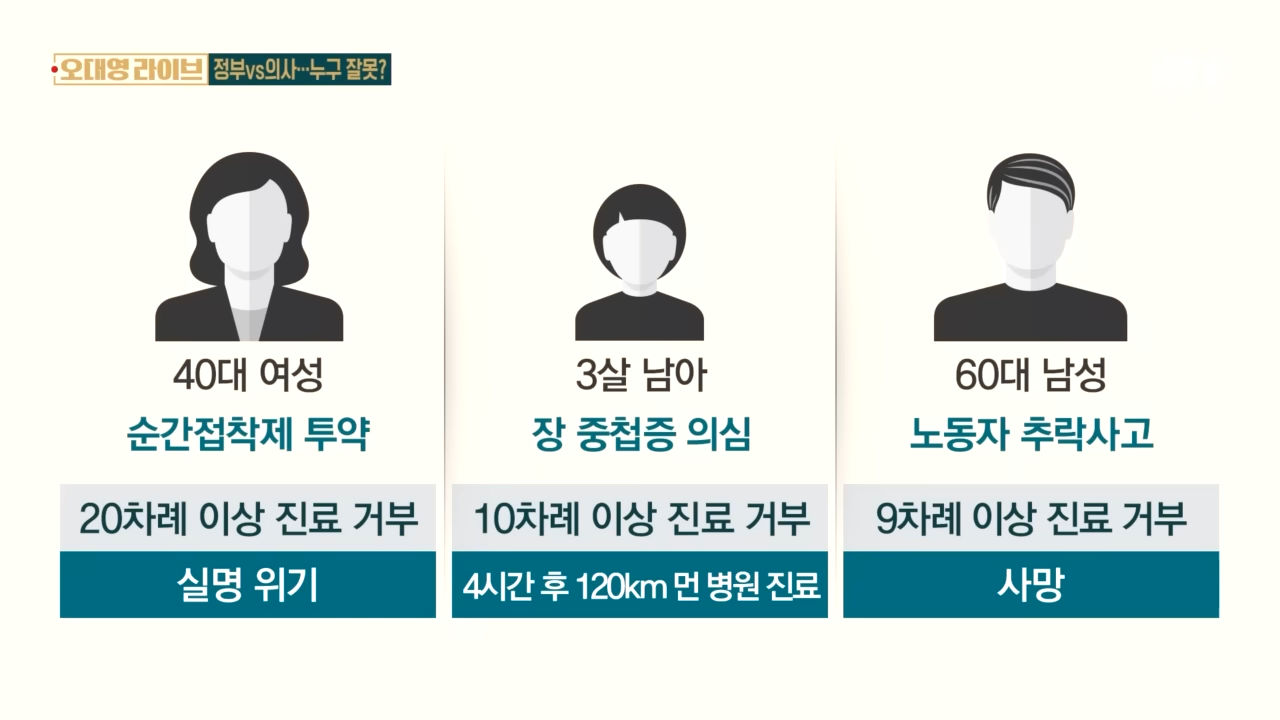 오대영 라이브
정부vs의사…누구 잘못?
40대 여성
순간접착제 투약
20차례 이상 진료 거부
실명 위기
3살 남아
장 중첩증 의심
10차례 이상 진료 거부
4시간 후 120km 먼 병원 진료
60대 남성
노동자 추락사고
9차례 이상 진료 거부
사망